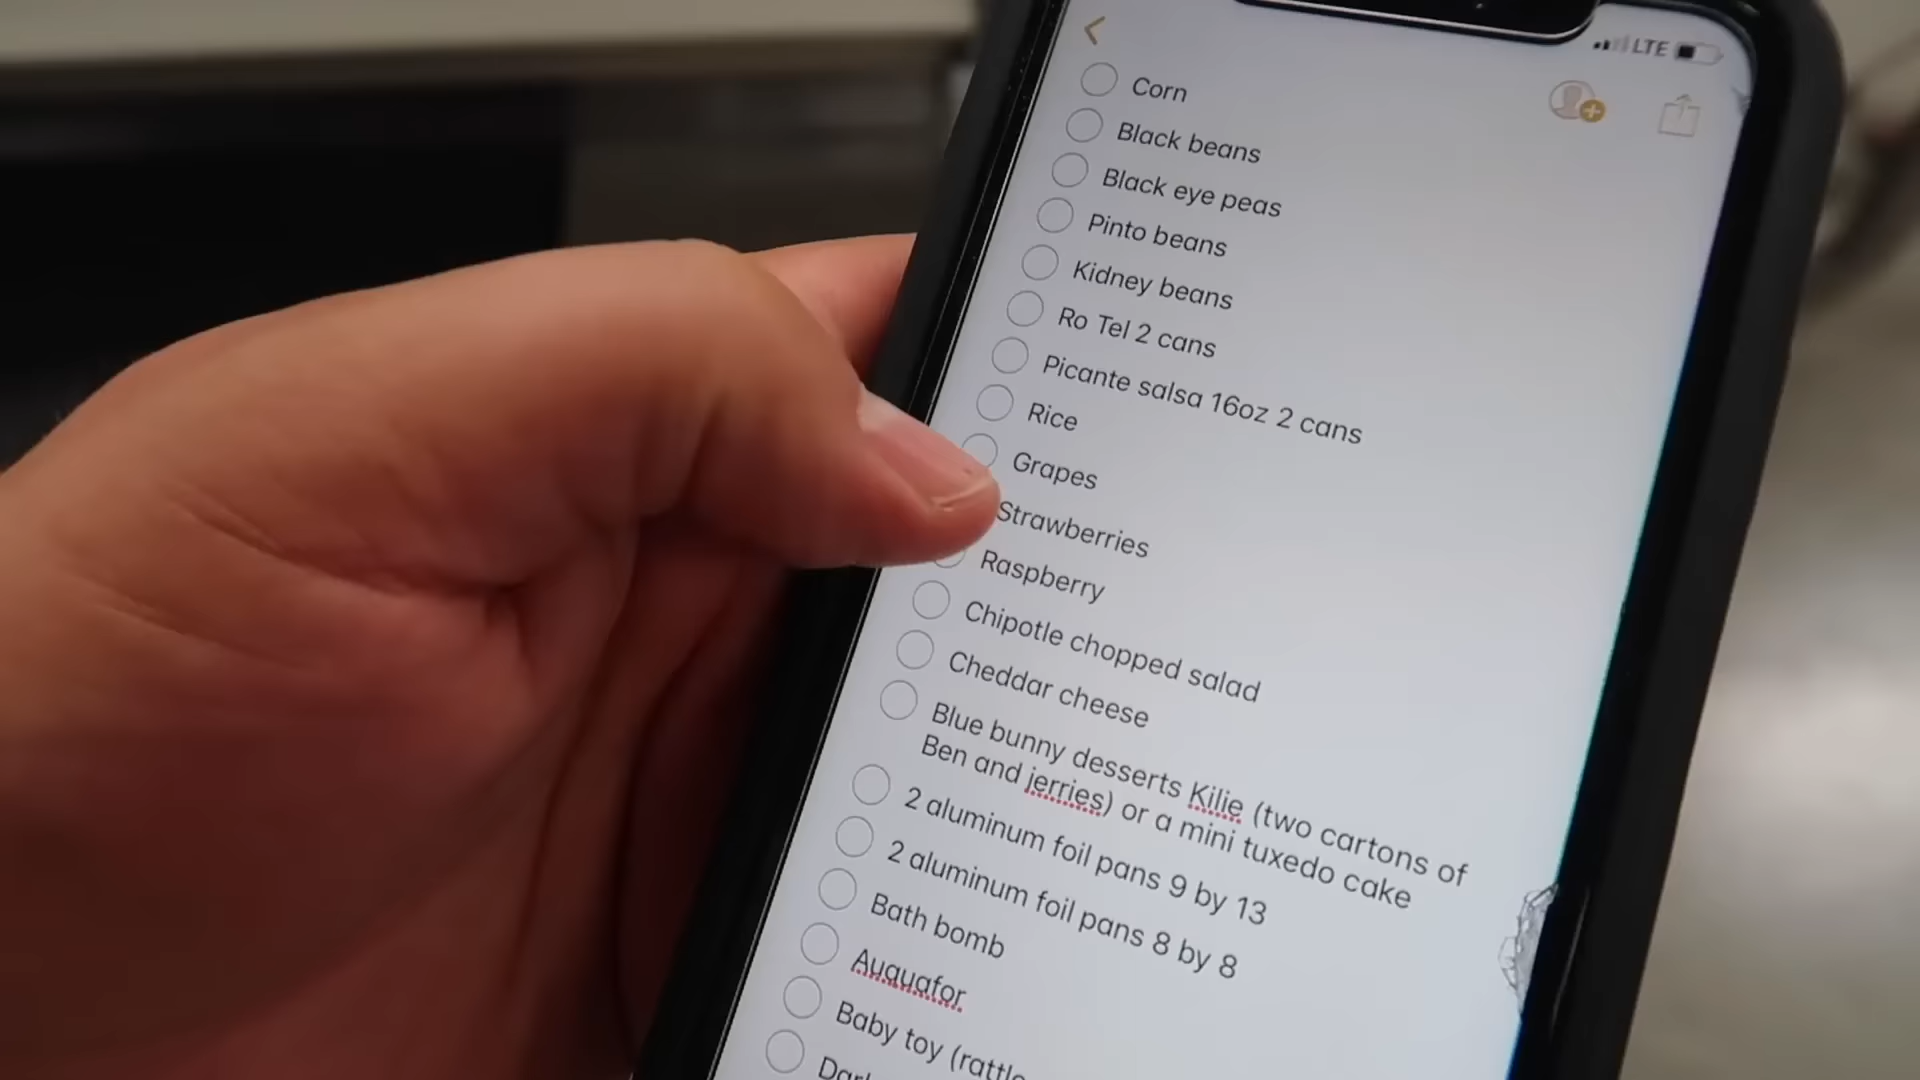 LTE
Corn
Black beans
Black eye peas
Pinto beans
Kidney beans
Ro Tel 2 cans
Picante salsa 16oz 2 cans
Rice
Grapes
Strawberries
Raspberry
Chipotle chopped salad
Cheddar cheese
Blue bunny desserts Kilie (two cartons of
Ben and jerries) or a mini tuxedo cake
2 aluminum foil pans 9 by 13
2 aluminum foil pans 8 by 8
Bath bomb
Auquafor
Baby toy (rattle